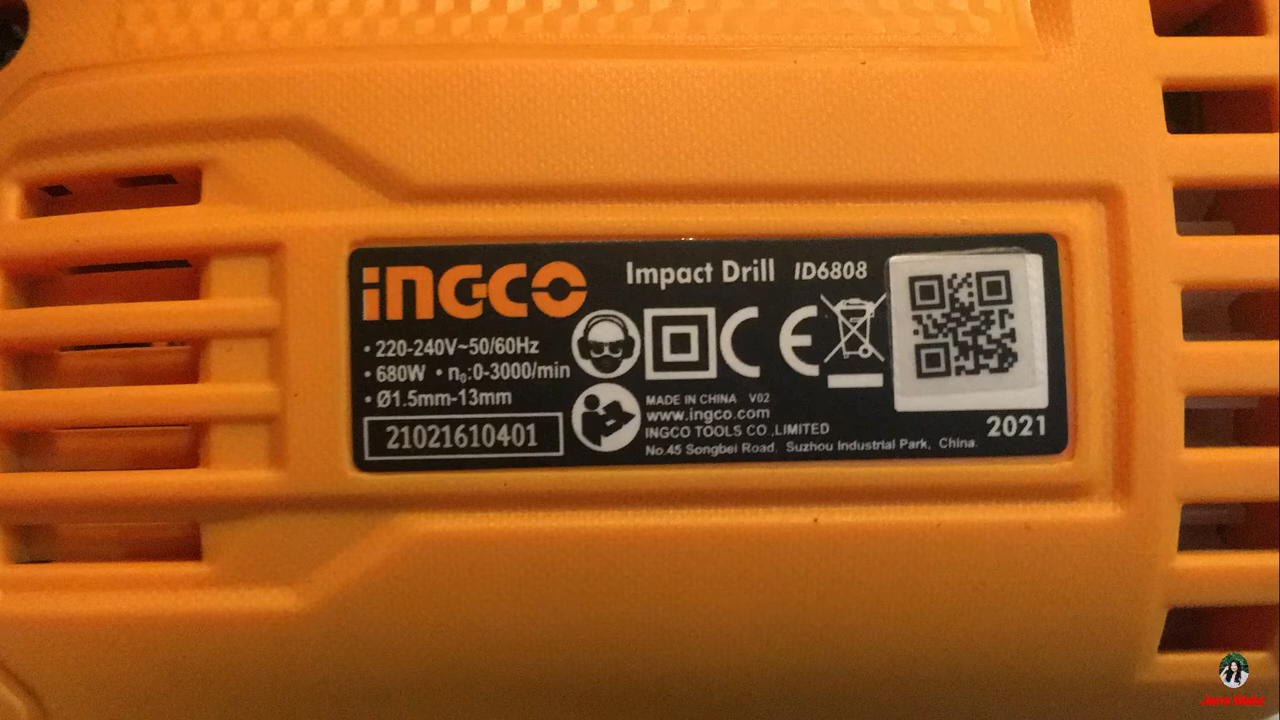 INGCO
Impact Drill ID6808
• 220-240V~50/60Hz
• 680W • n₀:0-3000/min
• Ø1.5mm-13mm
21021610401
CE
MADE IN CHINA V02
www.ingco.com
INGCO TOOLS CO.,LIMITED
No.45 Songbei Road, Suzhou Industrial Park, China.
2021